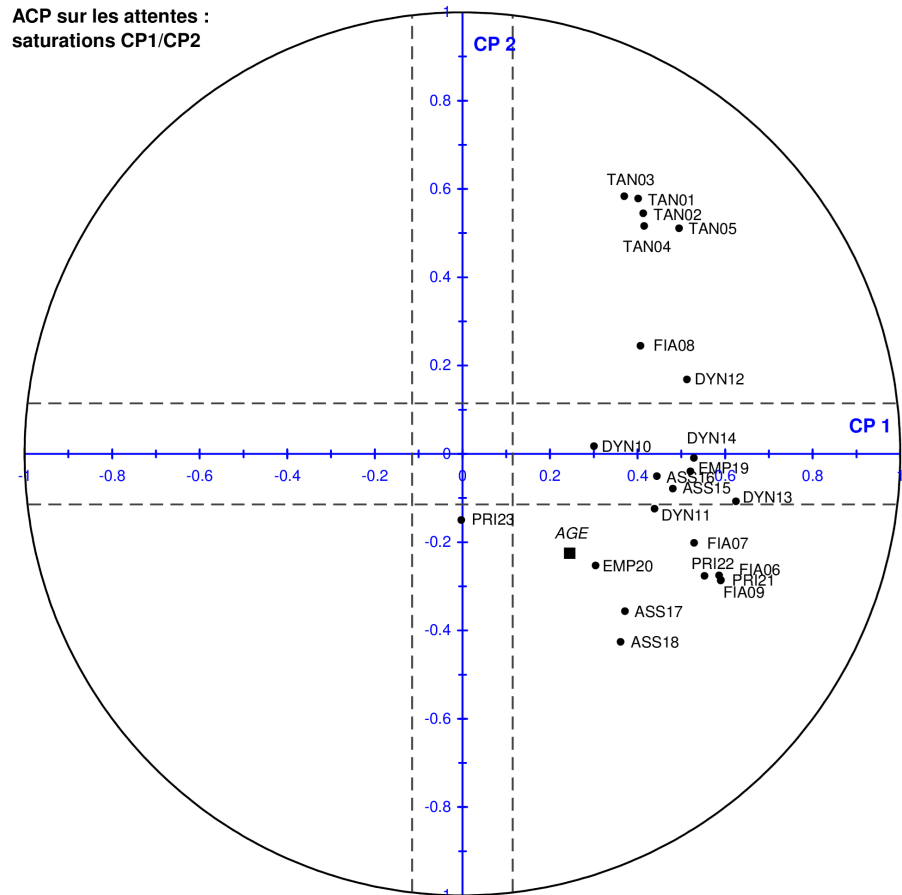 ACP sur les attentes :
saturations CP1/CP2
1
CP 2
0.8
TAN03
0.6
TAN01
TAN02
TAN05
TAN04
0.4
FIA08
0.2
DYN12
CP 1
DYN14
DYN10
0
EMP19
-1
-0.8
-0.6
-0.4
-0.2
0
0.2
0.4
0.6
0.8
1
ASS16
ASS15
DYN13
DYN11
PRI23
AGE
-0.2
FIA07
PRI22
EMP20
FIA06
PRI21
FIA09
ASS17
-0.4
ASS18
-0.6
-0.8
-1